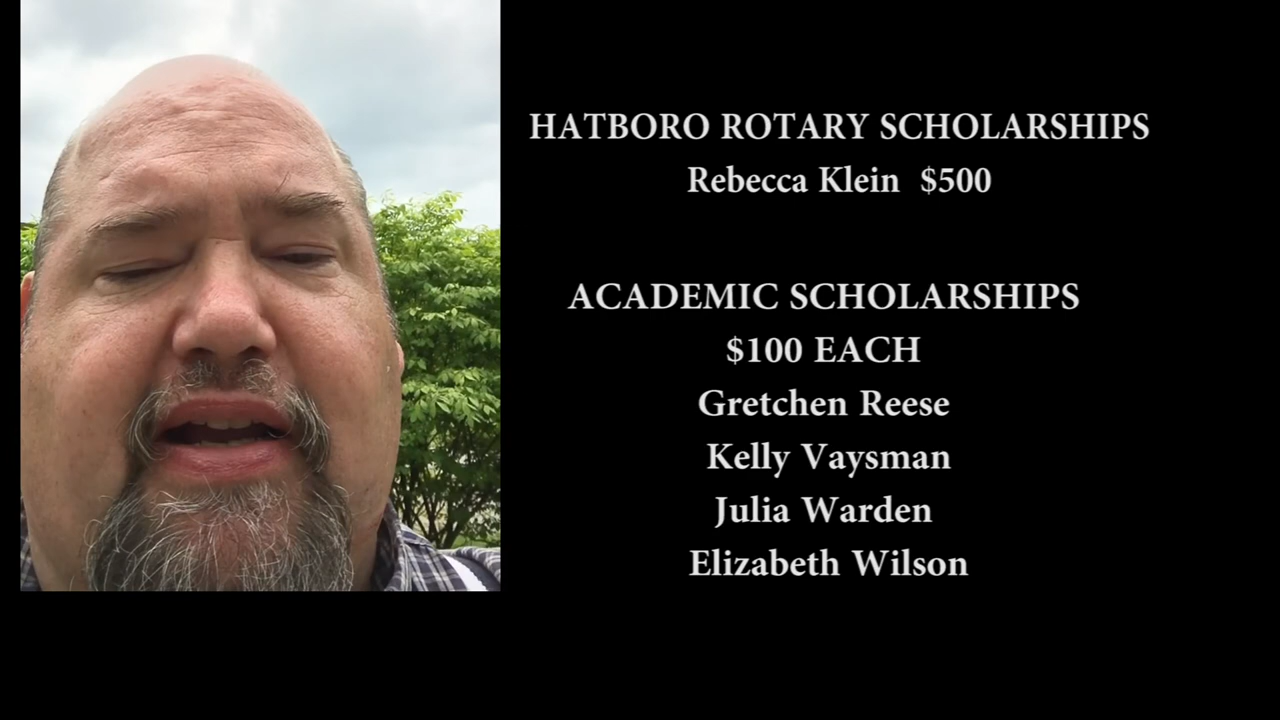 HATBORO ROTARY SCHOLARSHIPS
Rebecca Klein $500
ACADEMIC SCHOLARSHIPS
$100 EACH
Gretchen Reese
Kelly Vaysman
Julia Warden
Elizabeth Wilson